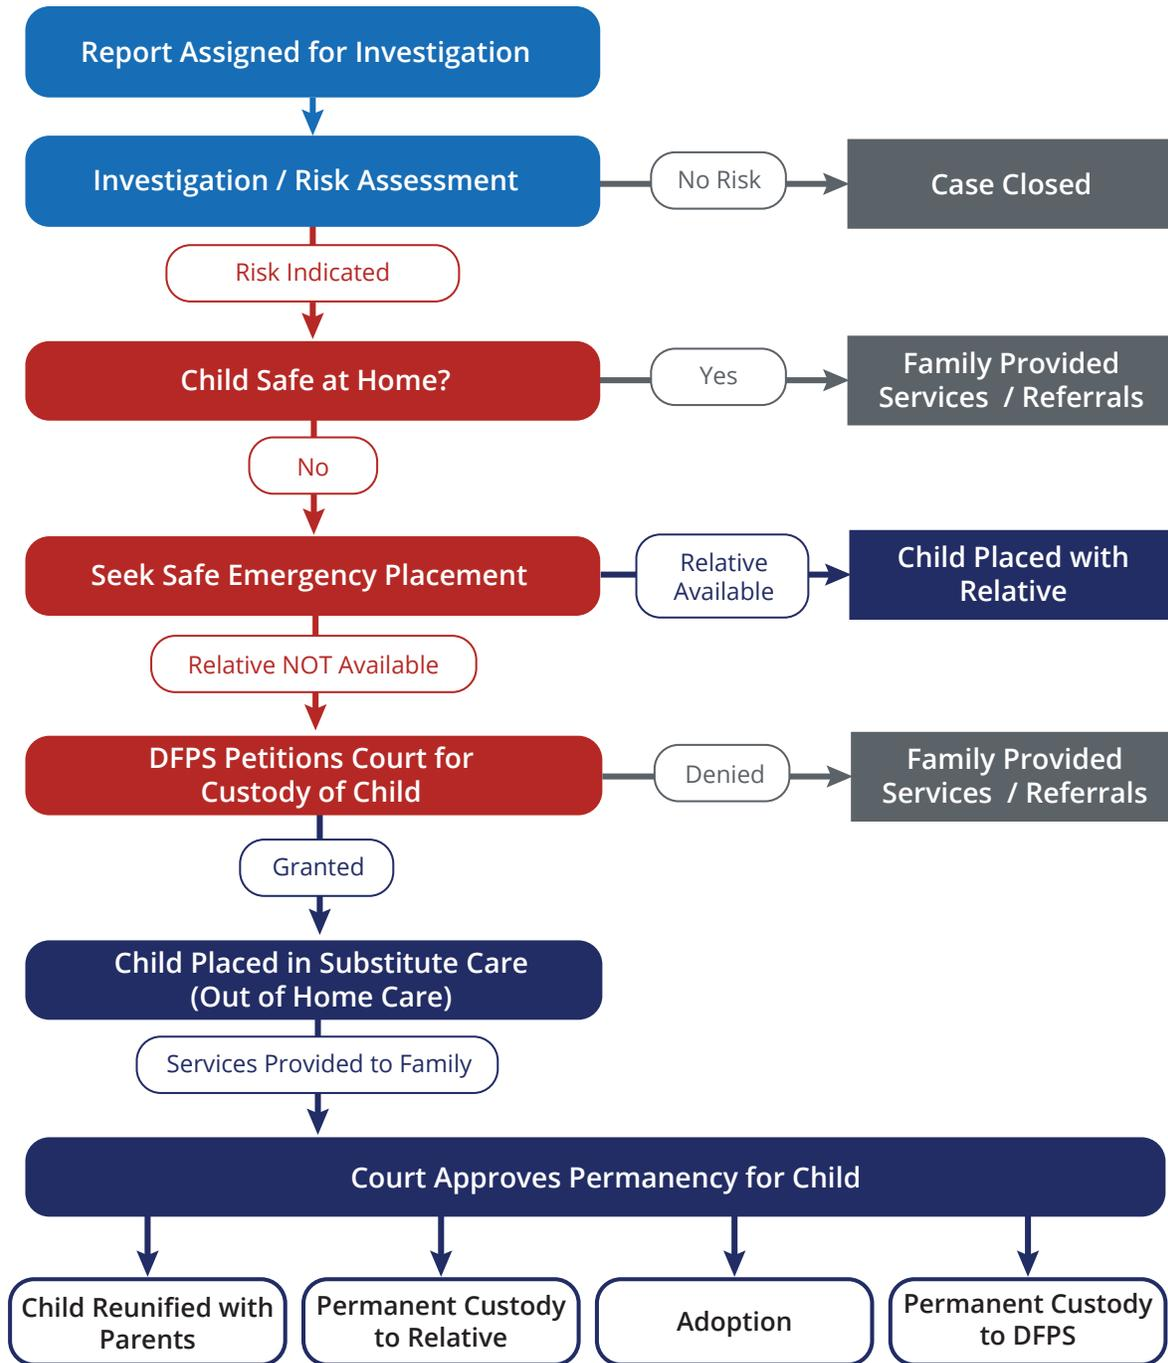 Report Assigned for Investigation
Investigation / Risk Assessment
No Risk
Case Closed
Risk Indicated
Child Safe at Home?
Yes
Family Provided
Services / Referrals
No
Seek Safe Emergency Placement
Relative
Available
Child Placed with
Relative
Relative NOT Available
DFPS Petitions Court for
Custody of Child
Denied
Family Provided
Services / Referrals
Granted
Child Placed in Substitute Care
(Out of Home Care)
Services Provided to Family
Court Approves Permanency for Child
Child Reunified with
Parents
Permanent Custody
to Relative
Adoption
Permanent Custody
to DFPS